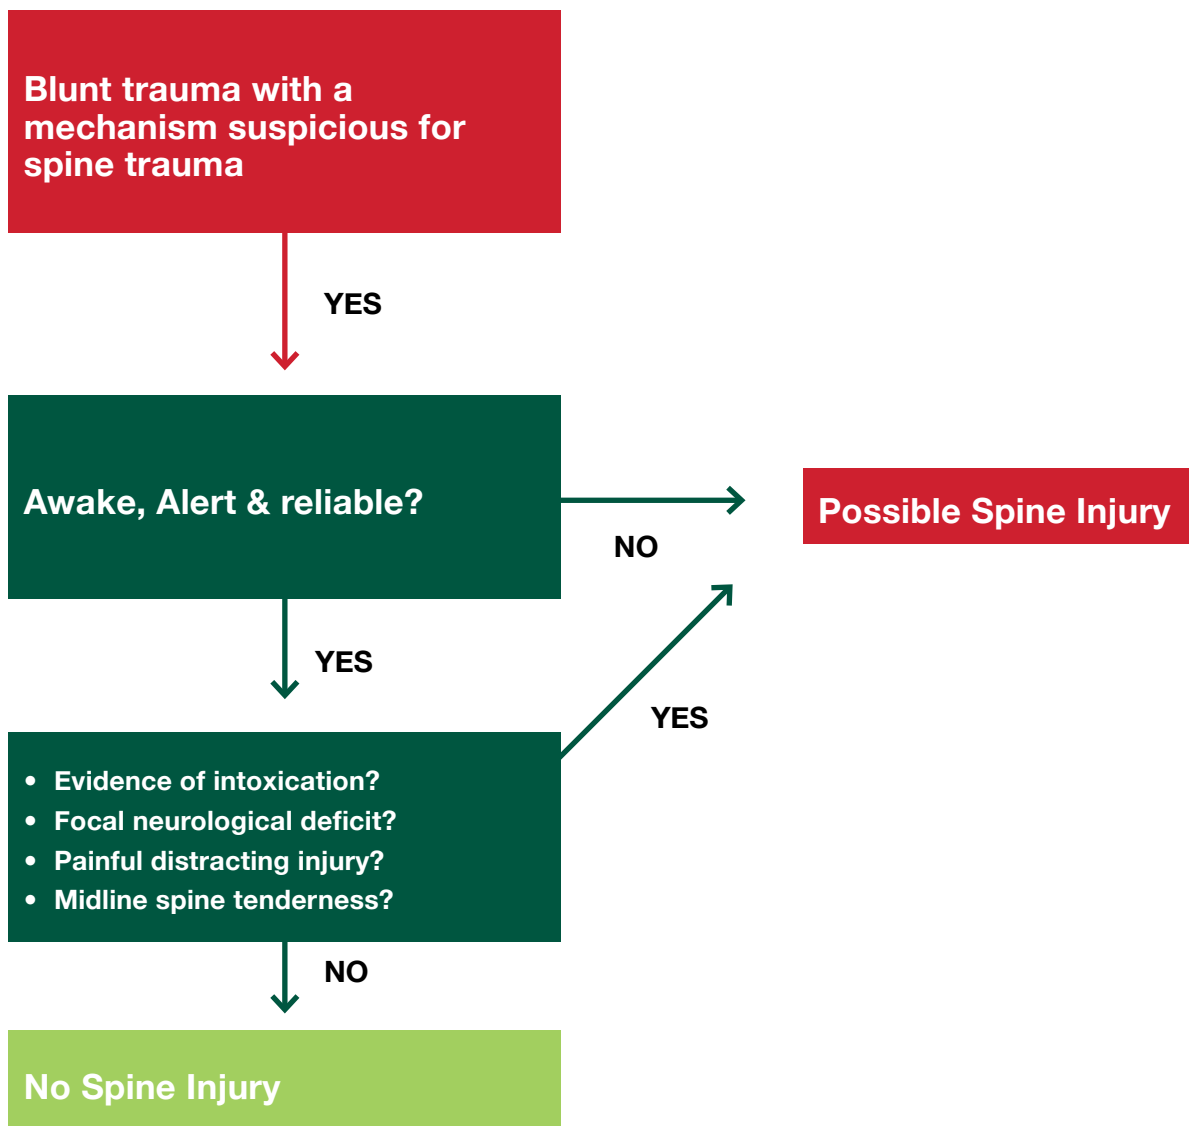 Blunt trauma with a
mechanism suspicious for
spine trauma
YES
Awake, Alert & reliable?
NO
Possible Spine Injury
YES
YES
• Evidence of intoxication?
• Focal neurological deficit?
• Painful distracting injury?
• Midline spine tenderness?
NO
No Spine Injury